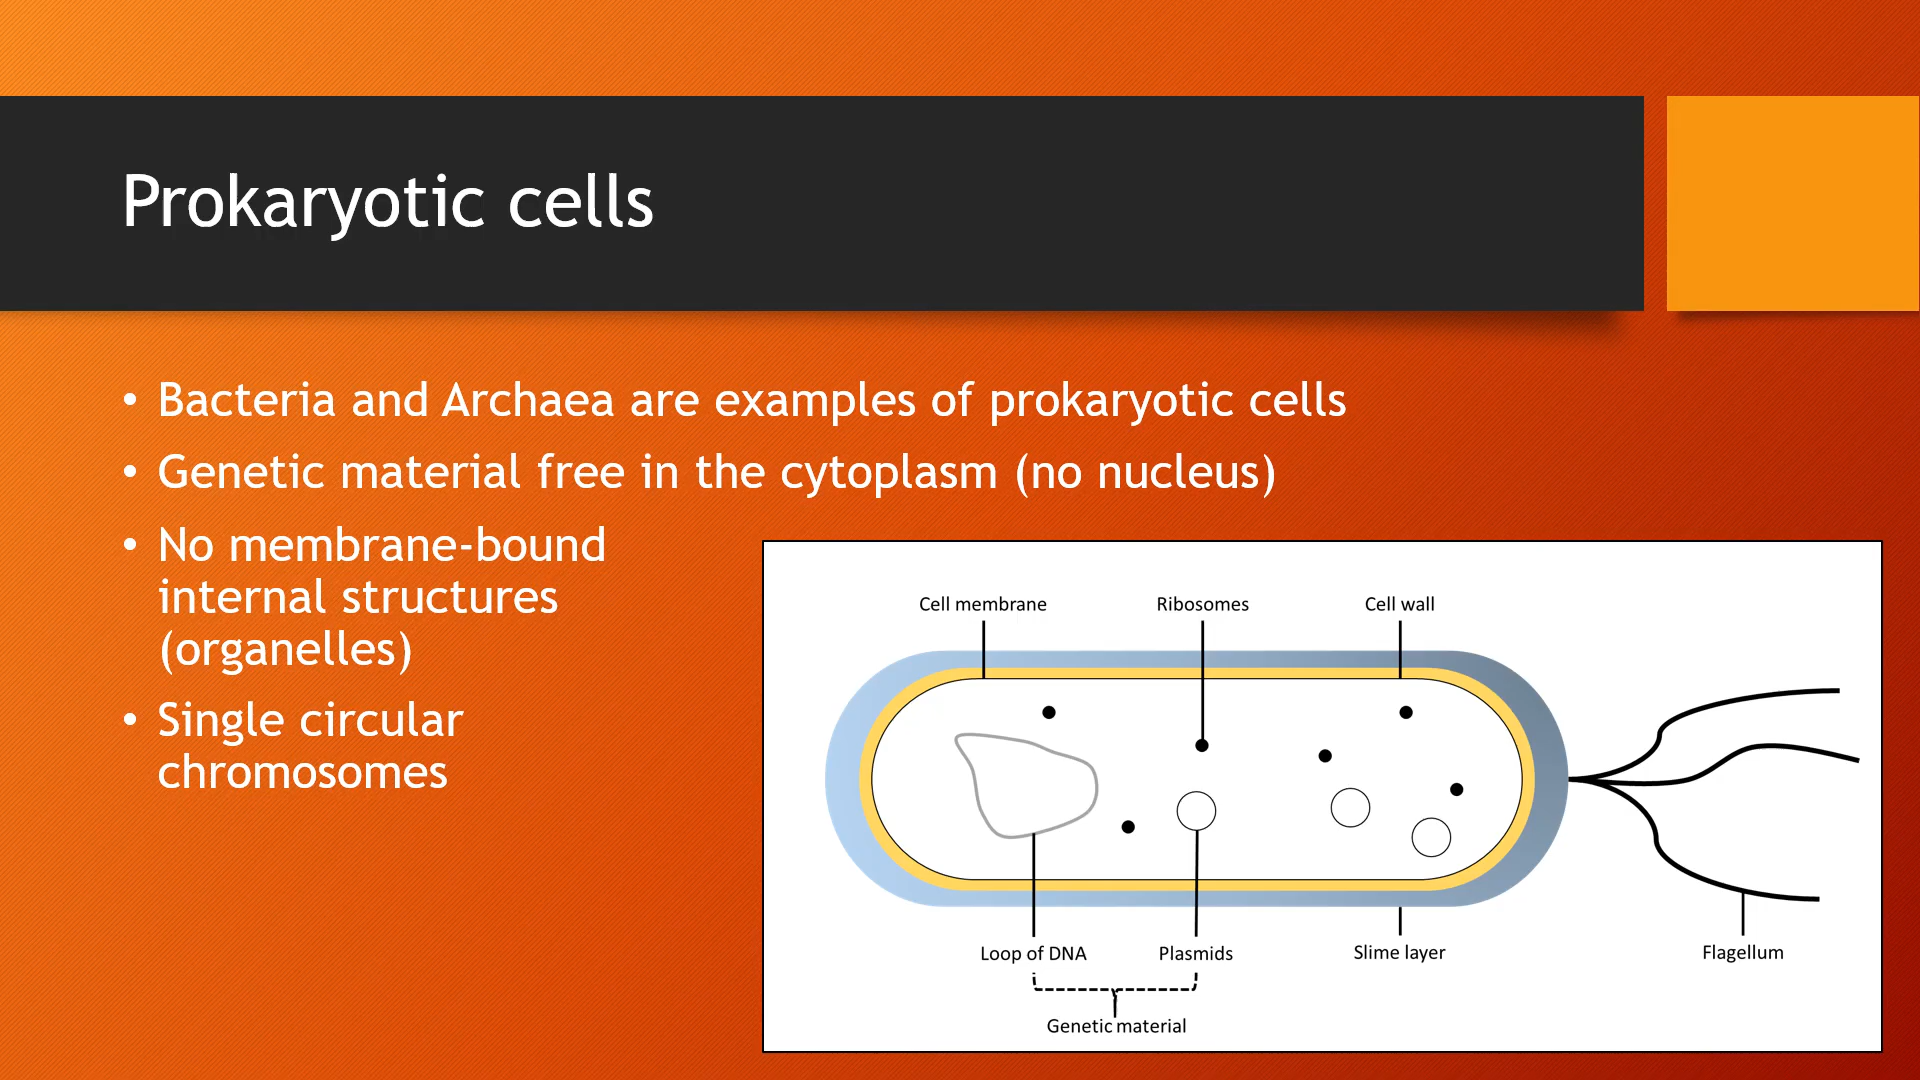 Prokaryotic cells
• Bacteria and Archaea are examples of prokaryotic cells
• Genetic material free in the cytoplasm (no nucleus)
• No membrane-bound
internal structures
(organelles)
• Single circular
chromosomes
Cell membrane
Ribosomes
Cell wall
Loop of DNA
Plasmids
Slime layer
Flagellum
Genetic material